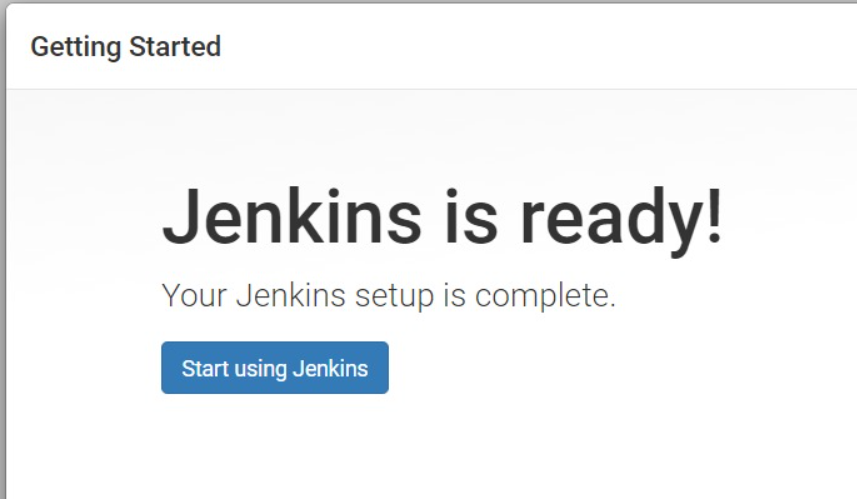 Getting Started
Jenkins is ready!
Your Jenkins setup is complete.
Start using Jenkins